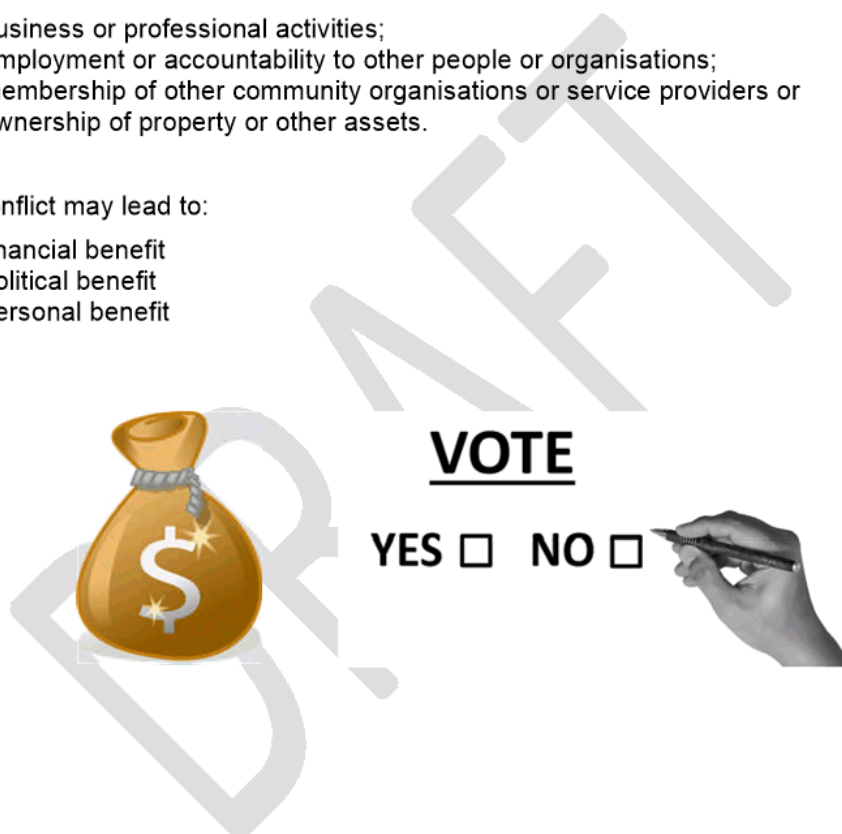 usiness or professional activities;
mployment or accountability to other people or organisations;
embership of other community organisations or service providers or
wnership of property or other assets.
nflict may lead to:
nancial benefit
olitical benefit
ersonal benefit
DRAFT
$
VOTE
YES NO